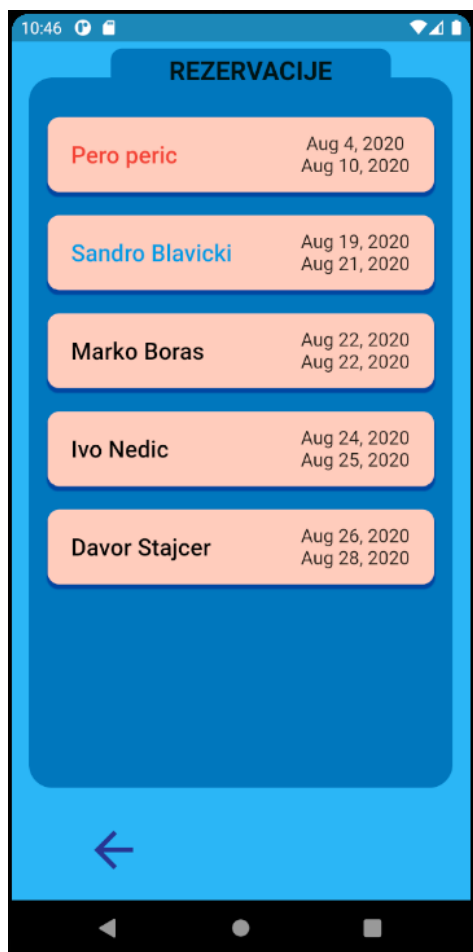 10:46
REZERVACIJE
Pero peric
Aug 4, 2020
Aug 10, 2020
Sandro Blavicki
Aug 19, 2020
Aug 21, 2020
Marko Boras
Aug 22, 2020
Aug 22, 2020
Ivo Nedic
Aug 24, 2020
Aug 25, 2020
Davor Stajcer
Aug 26, 2020
Aug 28, 2020